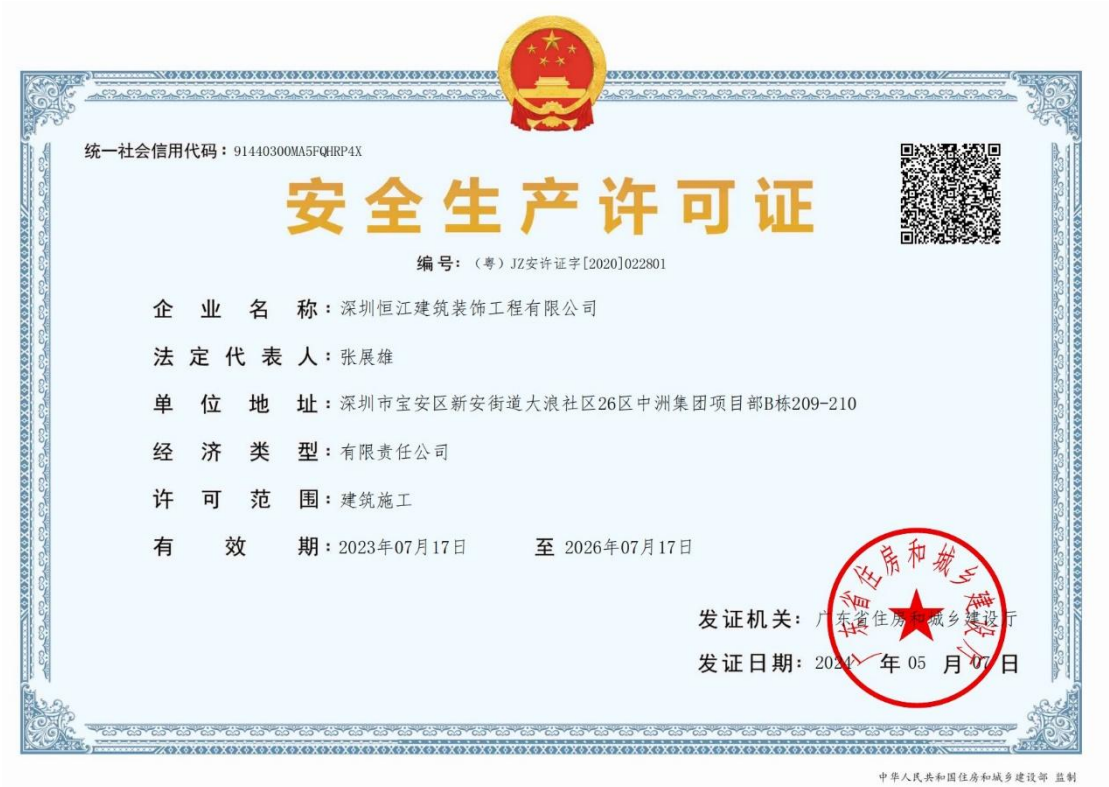 统一社会信用代码：91440300MA5FQHRP4X
安全生产许可证
编号：（粤）JZ安许证字[2020]022801
企业名称：深圳恒江建筑装饰工程有限公司
法定代表人：张展雄
单位地址：深圳市宝安区新安街道大浪社区26区中洲集团项目部B栋209-210
经济类型：有限责任公司
许可范围：建筑施工
有效期：2023年07月17日 至 2026年07月17日
广东省住房和城乡建设厅
发证机关：广东省住房和城乡建设厅
发证日期：2024年05月07日
中华人民共和国住房和城乡建设部 监制